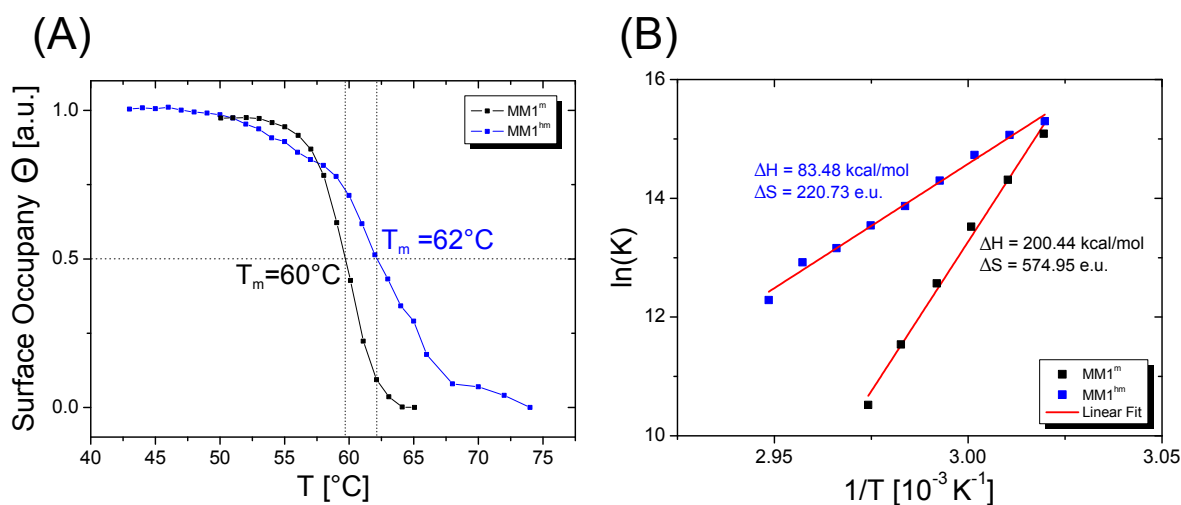 (A)
Surface Occupany Θ [a.u.]
1.0
0.5
0.0
40 45 50 55 60 65 70 75
T [°C]
MM1ᵐ
MM1ʰᵐ
Tₘ =62°C
Tₘ=60°C
(B)
ln(K)
16
15
14
13
12
11
10
2.95 3.00 3.05
1/T [10⁻³ K⁻¹]
ΔH = 83.48 kcal/mol
ΔS = 220.73 e.u.
ΔH = 200.44 kcal/mol
ΔS = 574.95 e.u.
MM1ᵐ
MM1ʰᵐ
Linear Fit